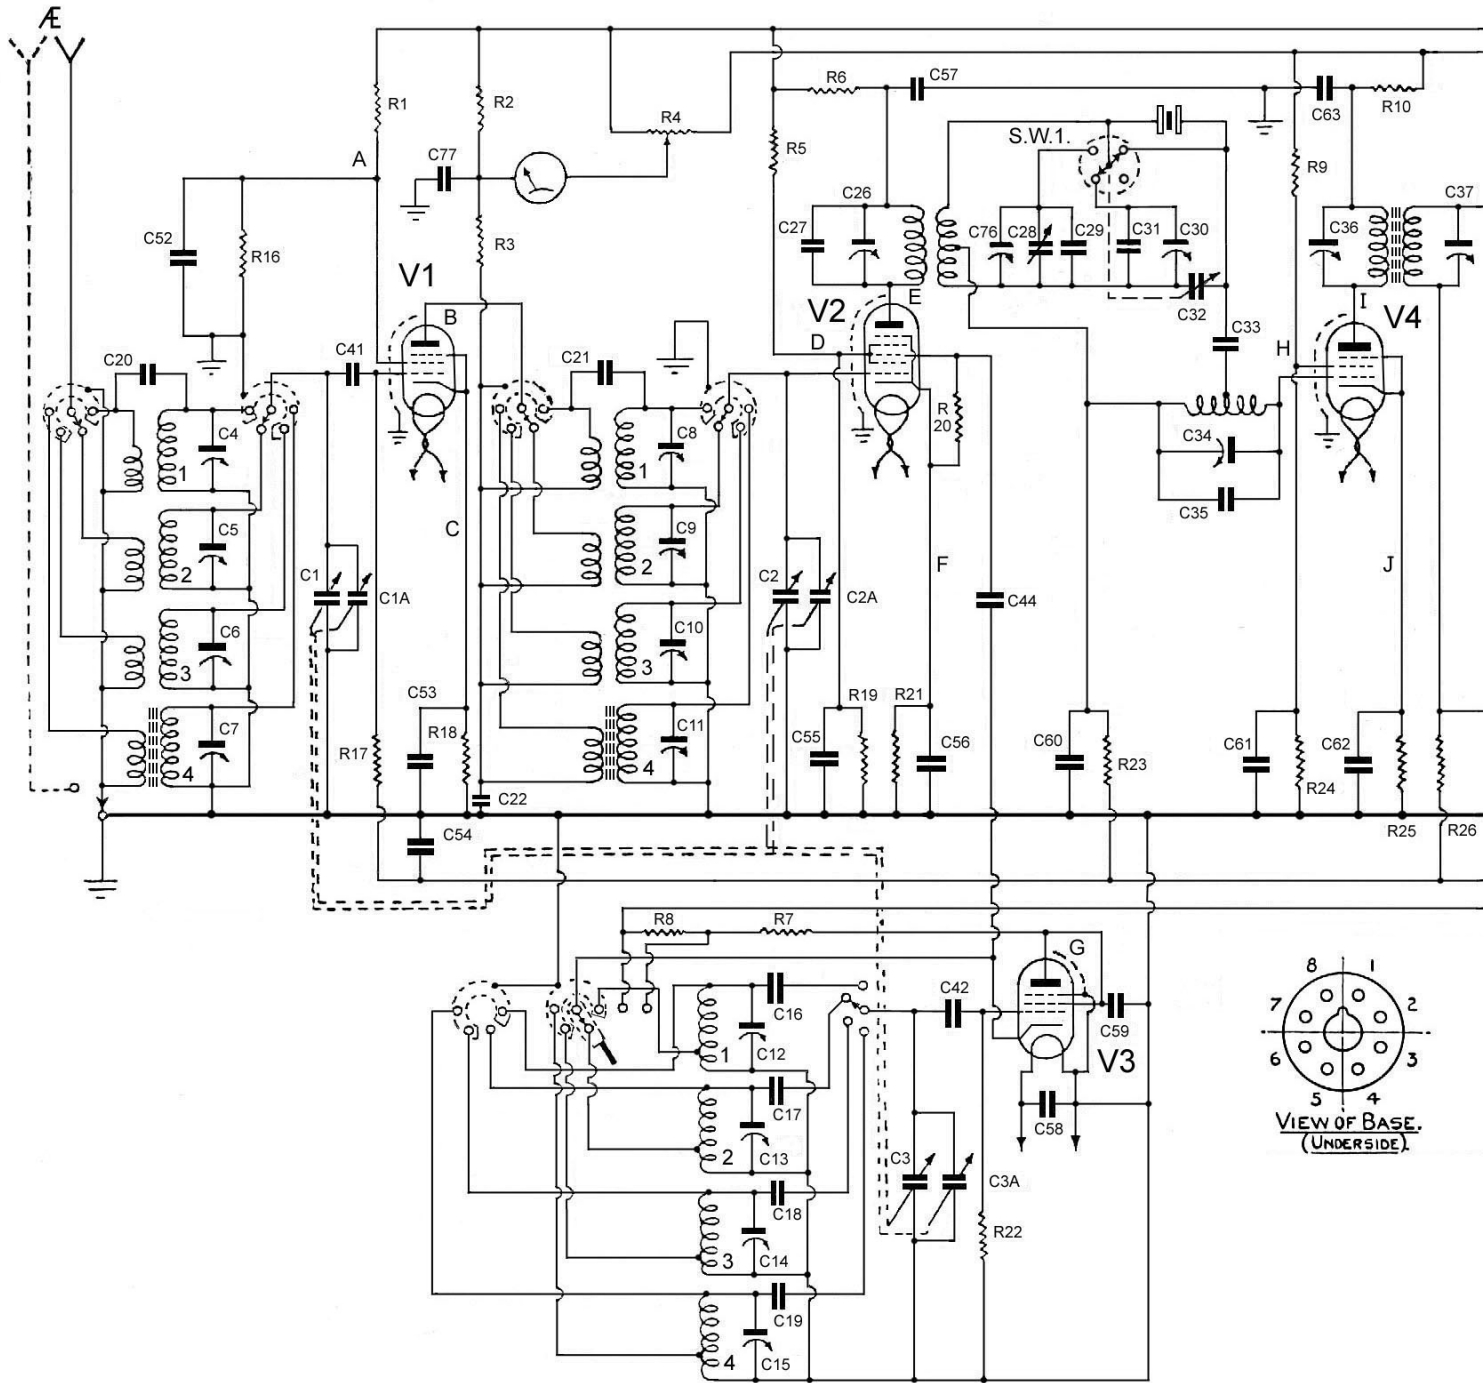 Æ
R1
R2
R4
R6
C57
C63
R10
S.W.1.
R5
R9
C77
A
C52
R16
R3
C27
C26
C76
C28
C29
C31
C30
C36
C37
C32
V1
V2
V4
B
E
I
D
H
C33
C20
C41
C21
R
20
C34
C35
C4
1
C8
1
C5
2
C9
2
C
F
J
C1
C1A
C2
C2A
C44
C6
3
C10
3
C7
4
C11
4
R17
C53
R18
C22
C54
C55
R19
R21
C56
C60
R23
C61
R24
C62
R25
R26
R8
R7
G
C16
C12
1
C42
C59
V3
C58
C17
C13
2
C18
C14
3
C3
C3A
R22
C19
C15
4
8
1
7
2
6
3
5
4
VIEW OF BASE.
(UNDERSIDE).